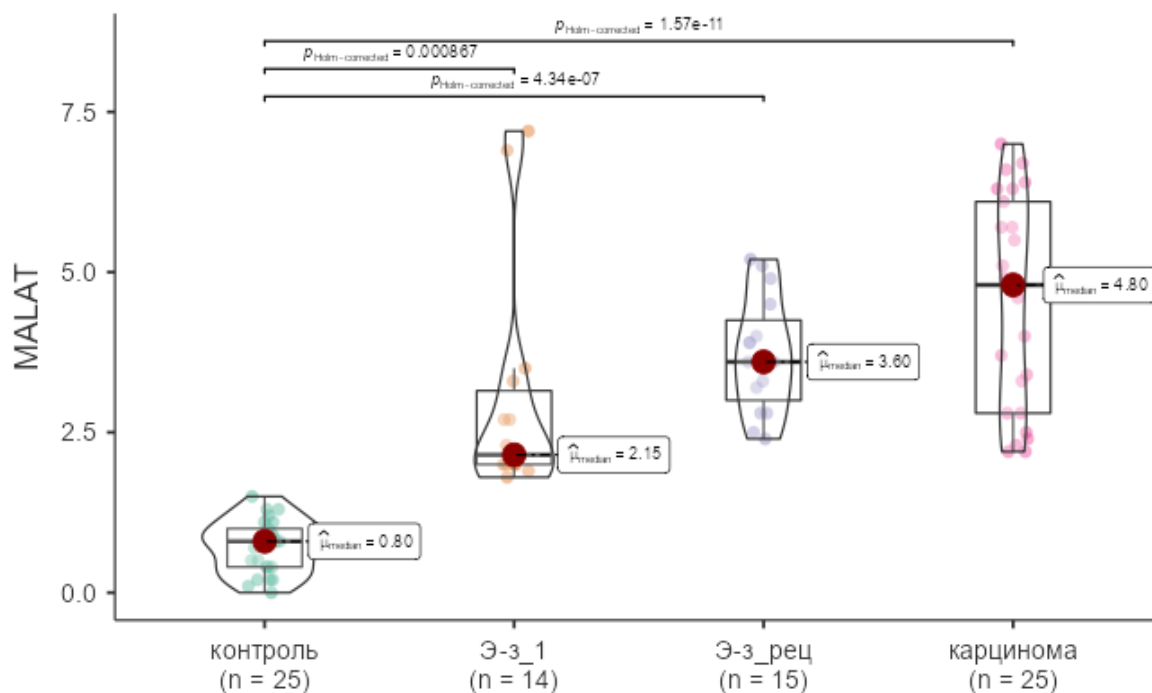 pHolm−corrected = 1.57e-11
pHolm−corrected = 0.000867
pHolm−corrected = 4.34e-07
MALAT
7.5
5.0
2.5
0.0
μ̂median = 0.80
μ̂median = 2.15
μ̂median = 3.60
μ̂median = 4.80
контроль
(n = 25)
Э-з_1
(n = 14)
Э-з_рец
(n = 15)
карцинома
(n = 25)